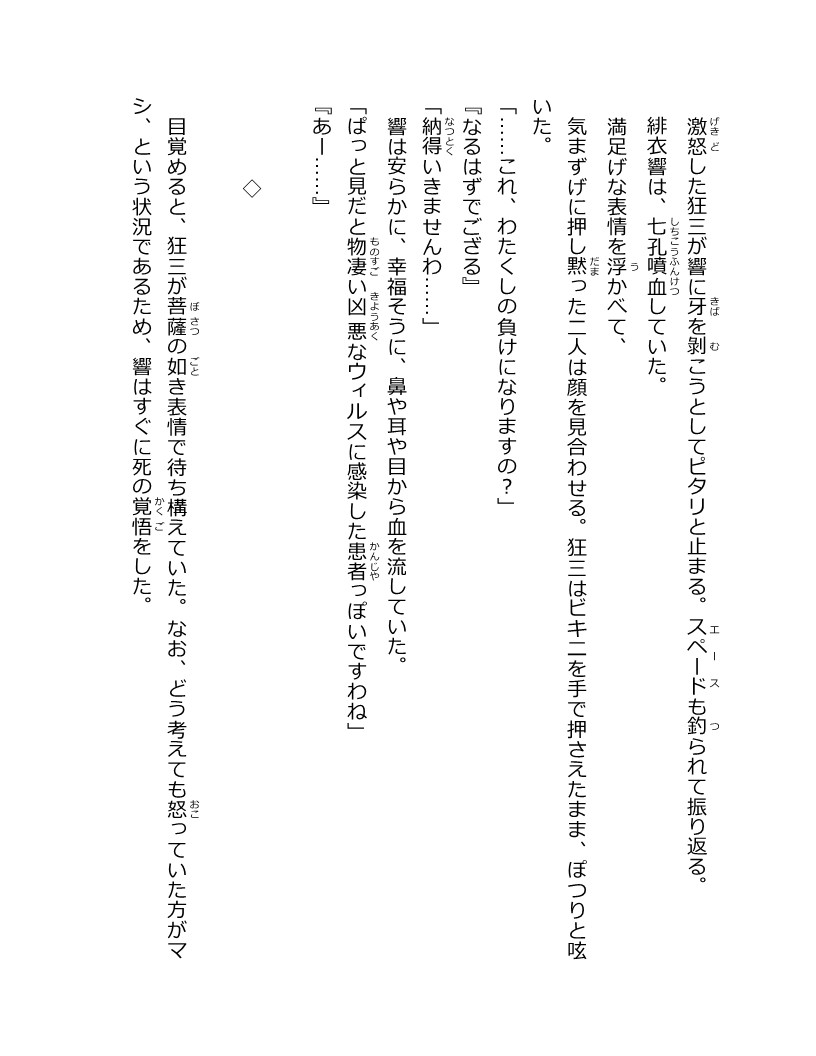 激怒した狂三が響に牙を剝こうとしてピタリと止まる。スペードも釣られて振り返る。
緋衣響は、七孔噴血していた。
満足げな表情を浮かべて、
気まずげに押し黙った二人は顔を見合わせる。狂三はビキニを手で押さえたまま、ぽつりと呟
いた。
「……これ、わたくしの負けになりますの？」
『なるはずでござる』
「納得いきませんわ……」
響は安らかに、幸福そうに、鼻や耳や目から血を流していた。
「ぱっと見だと物凄い凶悪なウィルスに感染した患者っぽいですわね」
『あー……』
◇
目覚めると、狂三が菩薩の如き表情で待ち構えていた。なお、どう考えても怒っていた方がマ
シ、という状況であるため、響はすぐに死の覚悟をした。